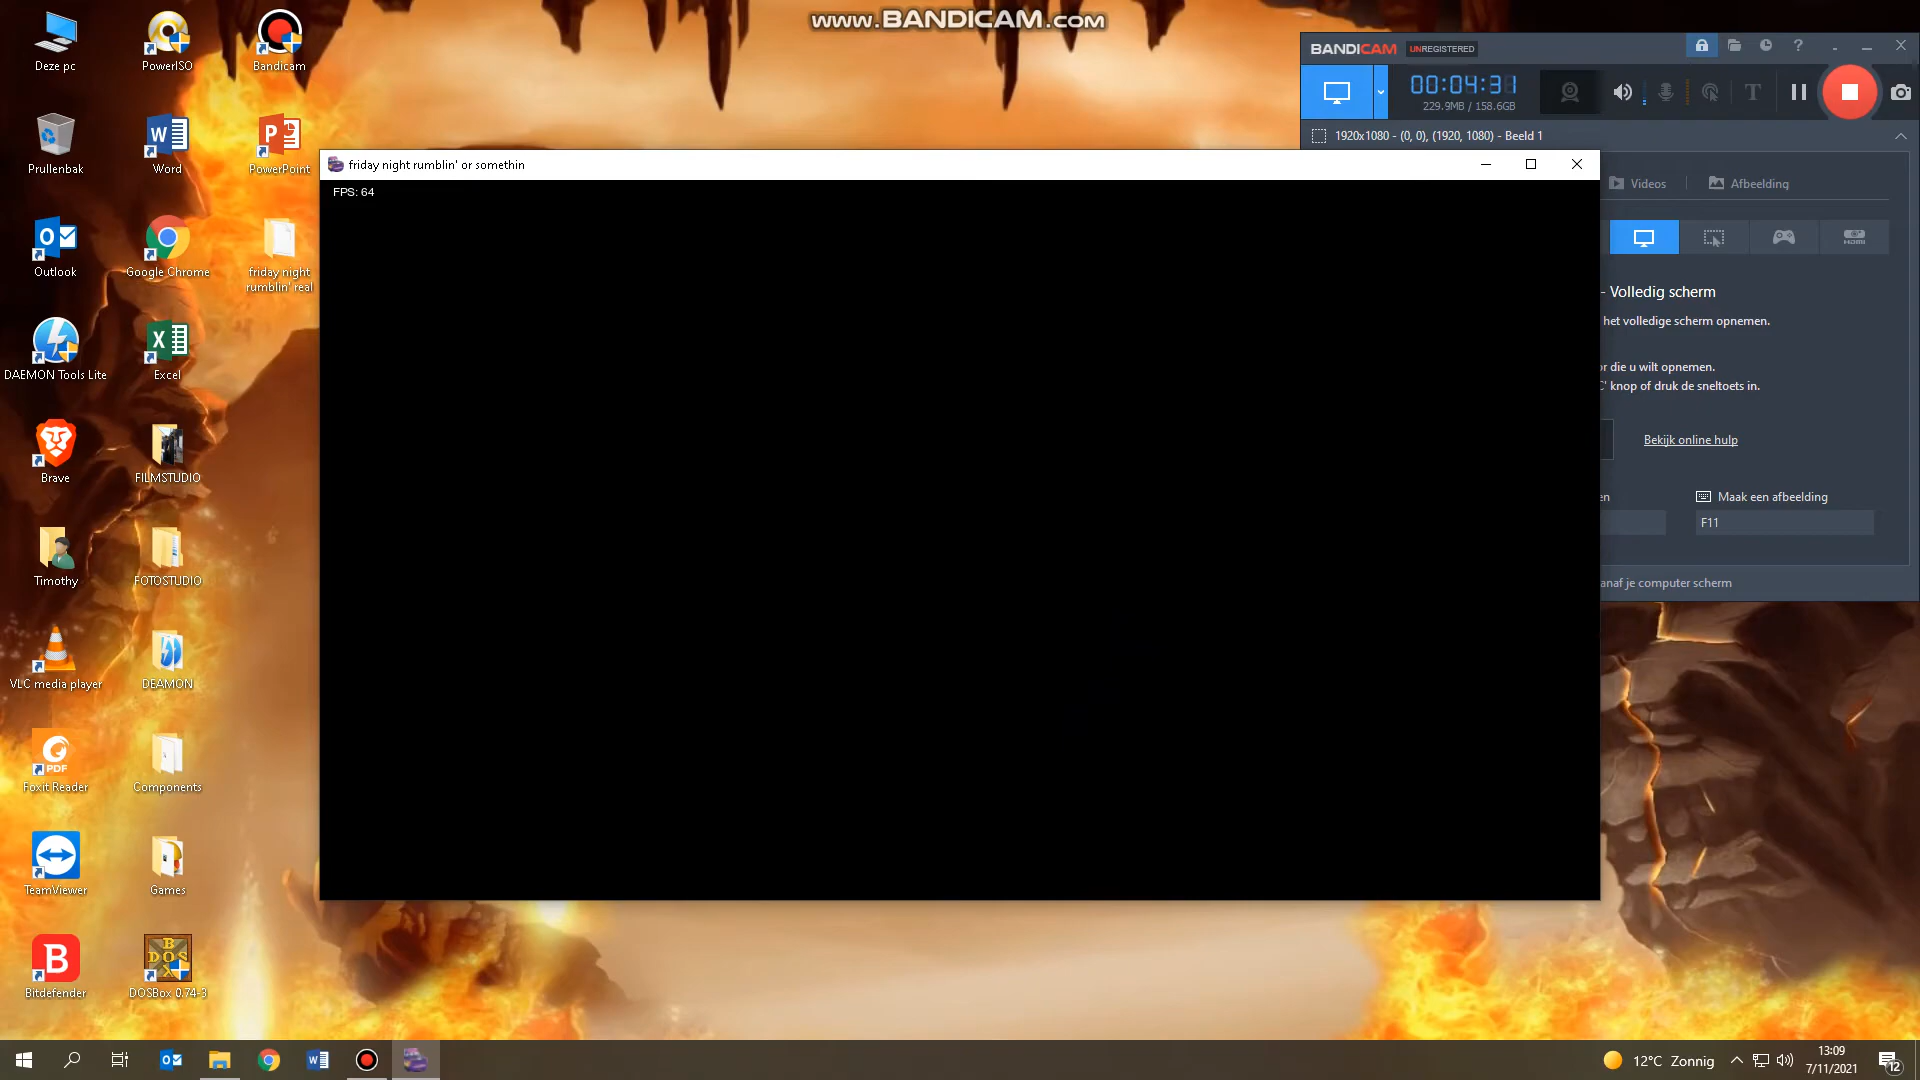 www.BANDICAM.com
Deze pc
PowerISO
Bandicam
Prullenbak
Word
PowerPoint
Outlook
Google Chrome
friday night
rumblin' real
DAEMON Tools Lite
Excel
Brave
FILMSTUDIO
Timothy
FOTOSTUDIO
VLC media player
DEAMON
PDF
Foxit Reader
Components
TeamViewer
Games
Bitdefender
DOSBox 0.74-3
BANDICAM UNREGISTERED
00:04:31
229.9MB / 158.6GB
1920x1080 - (0, 0), (1920, 1080) - Beeld 1
friday night rumblin' or somethin
FPS: 64
Videos
Afbeelding
HDMI
- Volledig scherm
het volledige scherm opnemen.
or die u wilt opnemen.
C' knop of druk de sneltoets in.
Bekijk online hulp
en
Maak een afbeelding
F11
anaf je computer scherm
12°C Zonnig
13:09
7/11/2021
12